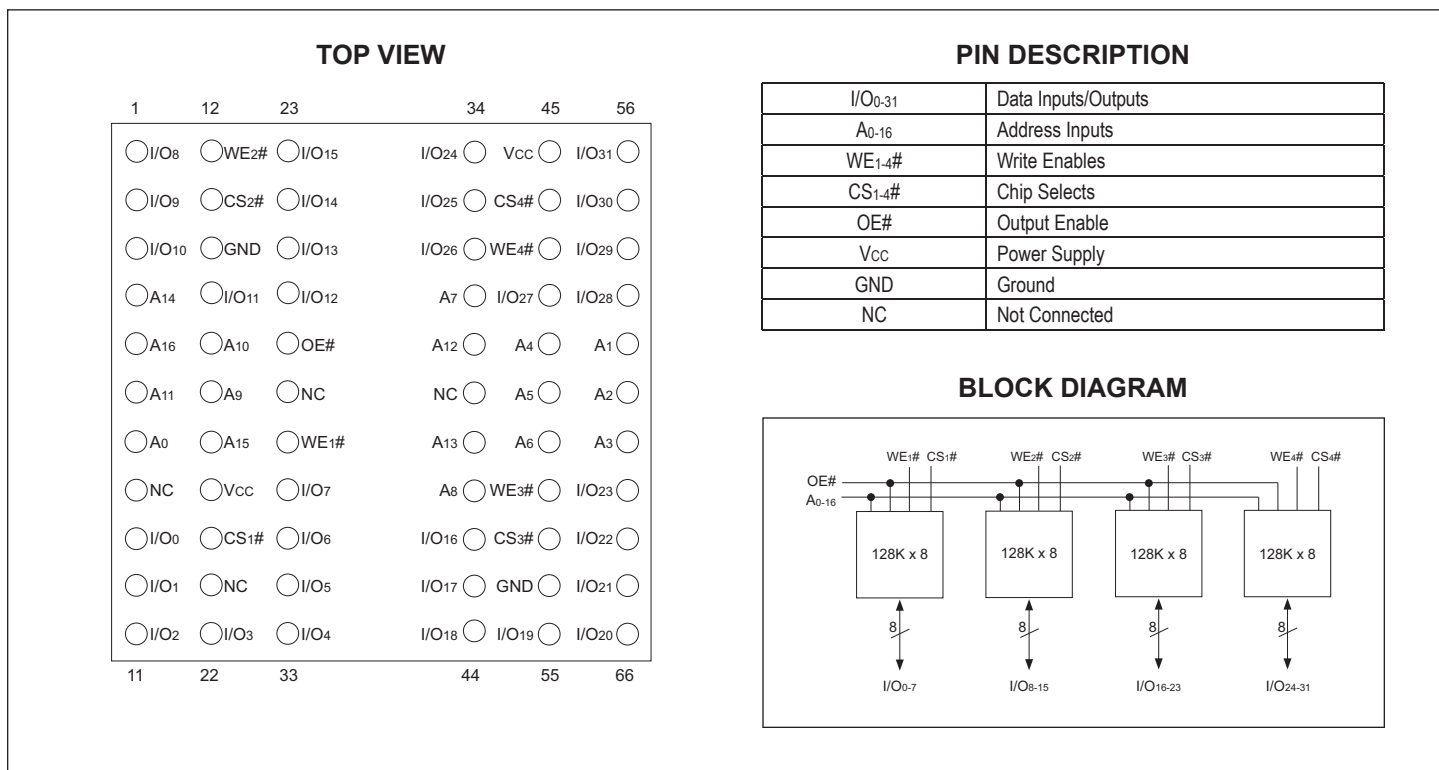 TOP VIEW
1 12 23 34 45 56
I/O8 WE2# I/O15 I/O24 VCC I/O31
I/O9 CS2# I/O14 I/O25 CS4# I/O30
I/O10 GND I/O13 I/O26 WE4# I/O29
A14 I/O11 I/O12 A7 I/O27 I/O28
A16 A10 OE# A12 A4 A1
A11 A9 NC NC A5 A2
A0 A15 WE1# A13 A6 A3
NC VCC I/O7 A8 WE3# I/O23
I/O0 CS1# I/O6 I/O16 CS3# I/O22
I/O1 NC I/O5 I/O17 GND I/O21
I/O2 I/O3 I/O4 I/O18 I/O19 I/O20
11 22 33 44 55 66
PIN DESCRIPTION
I/O0-31 Data Inputs/Outputs
A0-16 Address Inputs
WE1-4# Write Enables
CS1-4# Chip Selects
OE# Output Enable
VCC Power Supply
GND Ground
NC Not Connected
BLOCK DIAGRAM
WE1# CS1# WE2# CS2# WE3# CS3# WE4# CS4#
OE#
A0-16
128K x 8 128K x 8 128K x 8 128K x 8
8 8 8 8
I/O0-7 I/O8-15 I/O16-23 I/O24-31